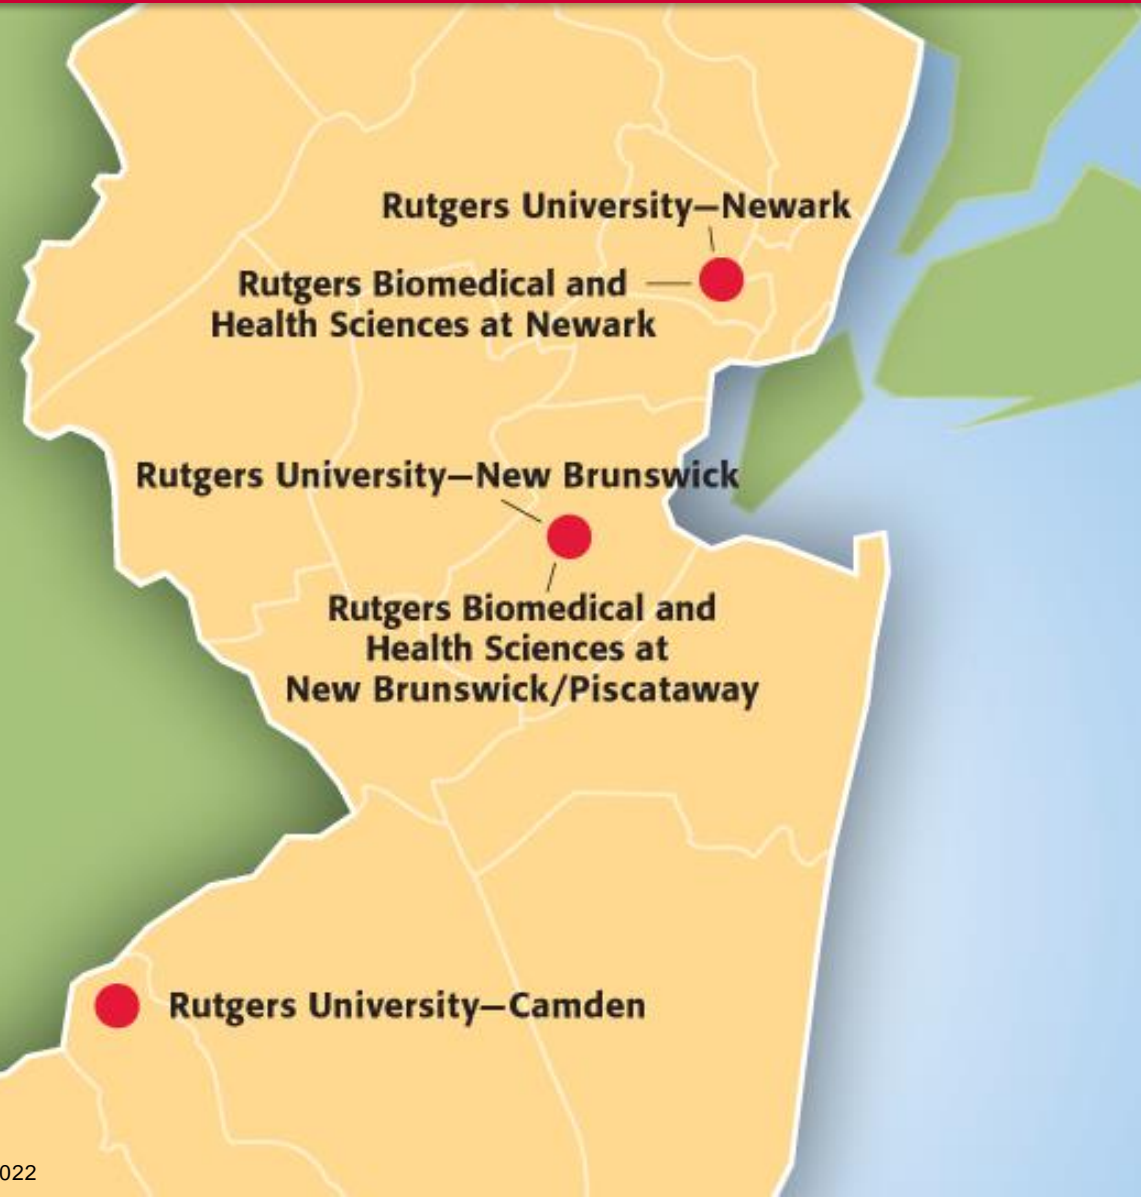 Rutgers University—Newark
Rutgers Biomedical and
Health Sciences at Newark
Rutgers University—New Brunswick
Rutgers Biomedical and
Health Sciences at
New Brunswick/Piscataway
Rutgers University—Camden
022